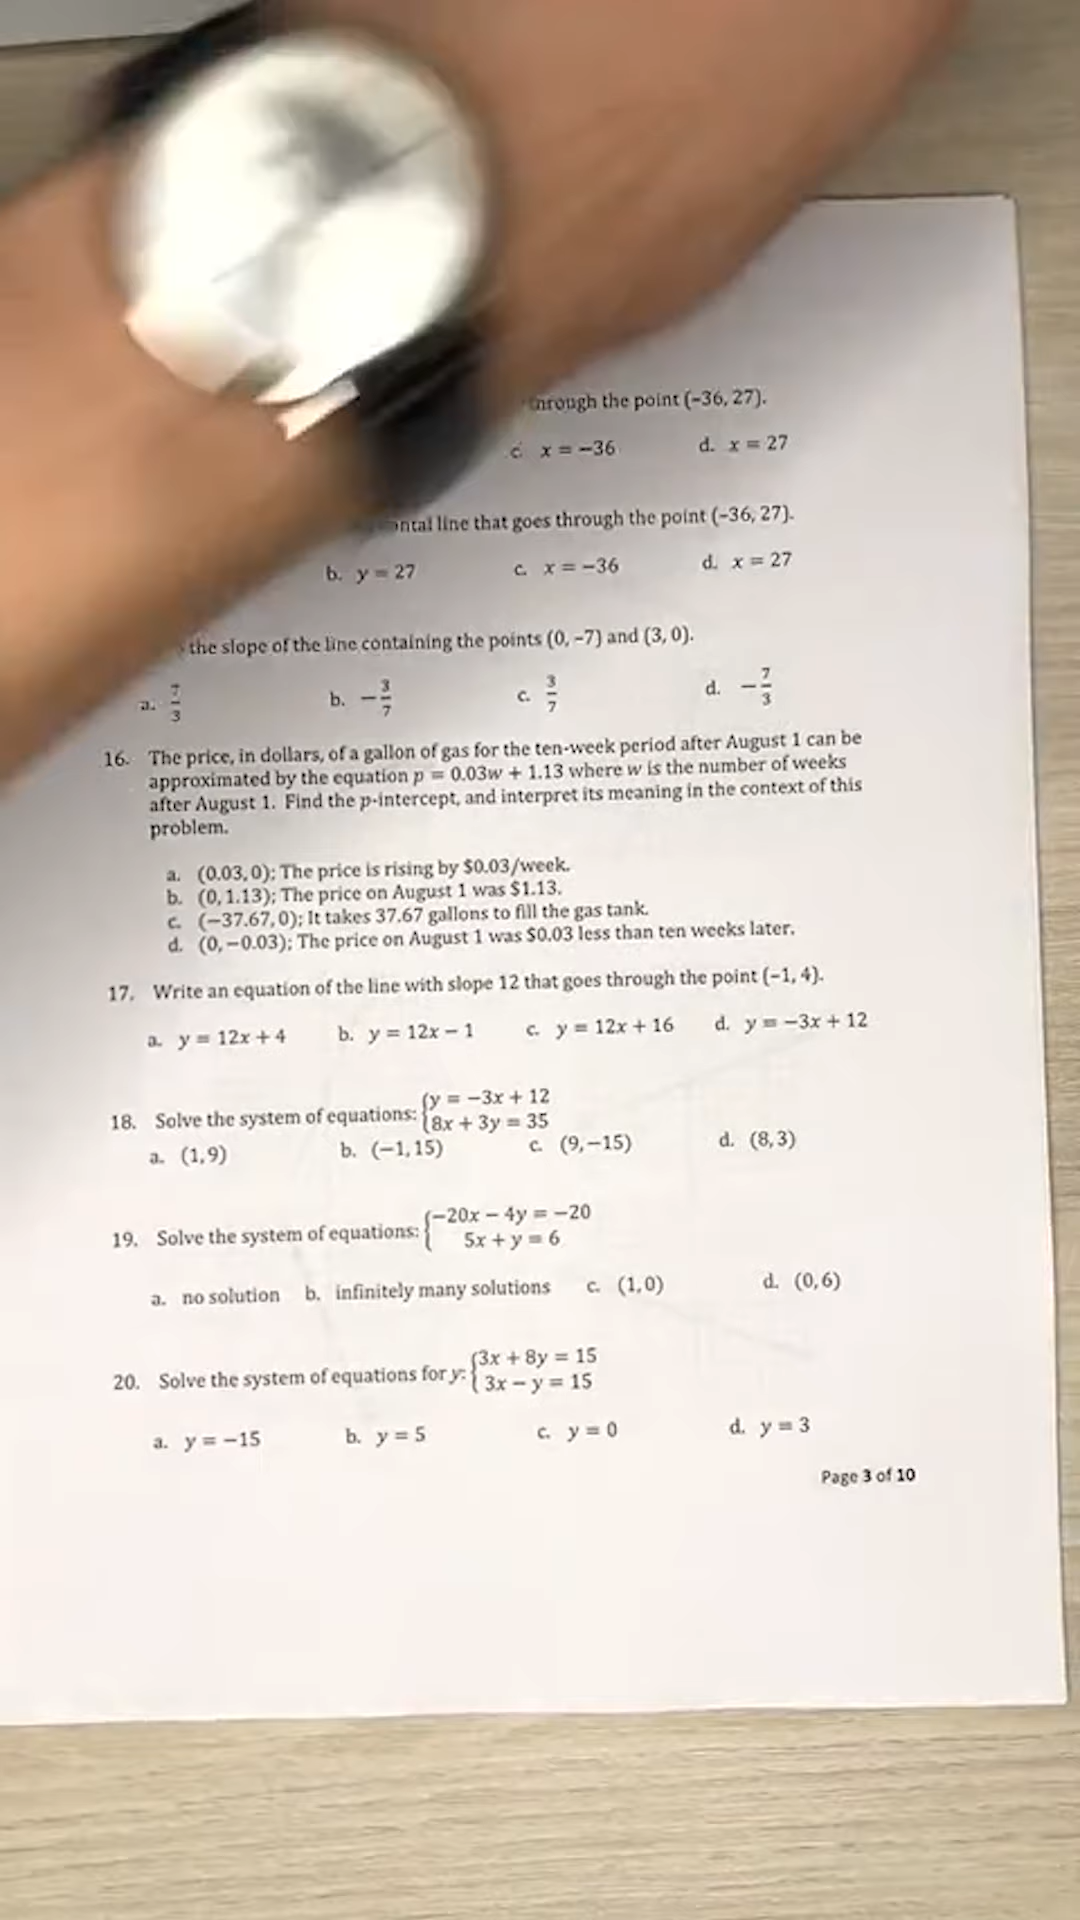 through the point (−36, 27).
c. x = −36 d. x = 27
line that goes through the point (−36, 27).
b. y = 27 c. x = −36 d. x = 27
the slope of the line containing the points (0, −7) and (3, 0).
a. 7/3 b. −3/7 c. 3/7 d. −7/3
16. The price, in dollars, of a gallon of gas for the ten-week period after August 1 can be
approximated by the equation p = 0.03w + 1.13 where w is the number of weeks
after August 1. Find the p-intercept, and interpret its meaning in the context of this
problem.
a. (0.03, 0); The price is rising by $0.03/week.
b. (0, 1.13); The price on August 1 was $1.13.
c. (−37.67, 0); It takes 37.67 gallons to fill the gas tank.
d. (0, −0.03); The price on August 1 was $0.03 less than ten weeks later.
17. Write an equation of the line with slope 12 that goes through the point (−1, 4).
a. y = 12x + 4 b. y = 12x − 1 c. y = 12x + 16 d. y = −3x + 12
18. Solve the system of equations: {y = −3x + 12
8x + 3y = 35
a. (1, 9) b. (−1, 15) c. (9, −15) d. (8, 3)
19. Solve the system of equations: {−20x − 4y = −20
5x + y = 6
a. no solution b. infinitely many solutions c. (1, 0) d. (0, 6)
20. Solve the system of equations for y: {3x + 8y = 15
3x − y = 15
a. y = −15 b. y = 5 c. y = 0 d. y = 3
Page 3 of 10